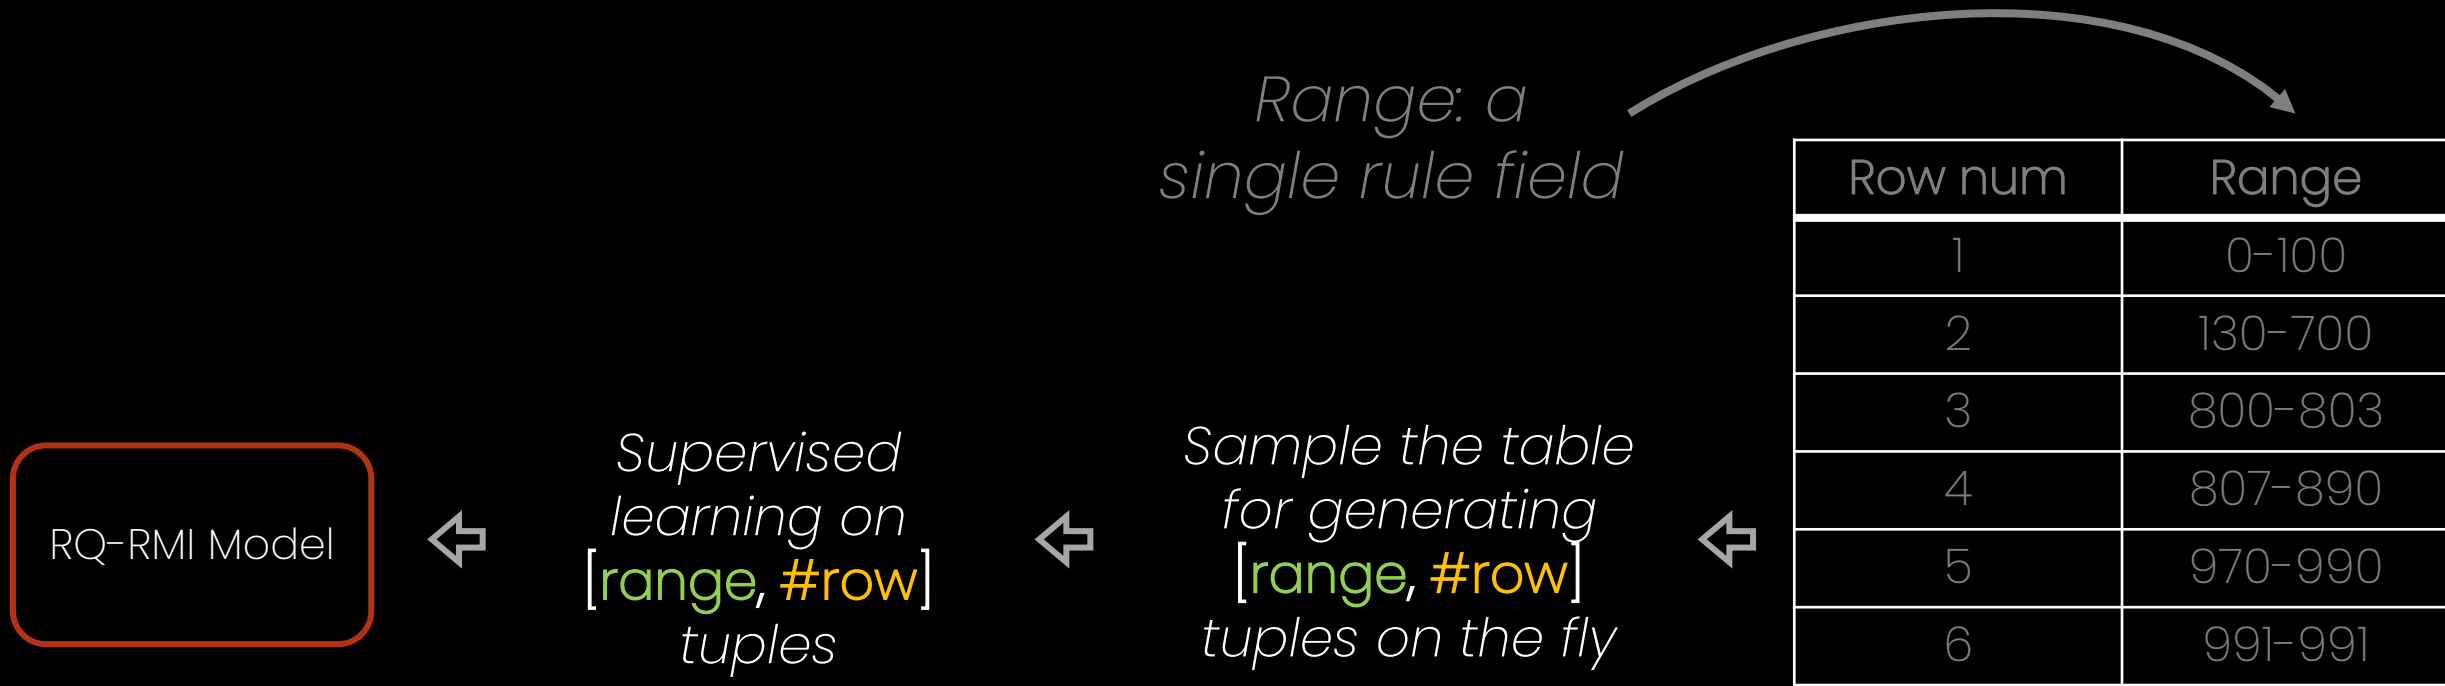 Range: a
single rule field
Row num Range
1 0-100
2 130-700
3 800-803
4 807-890
5 970-990
6 991-991
Sample the table
for generating
[range, #row]
tuples on the fly
Supervised
learning on
[range, #row]
tuples
RQ-RMI Model